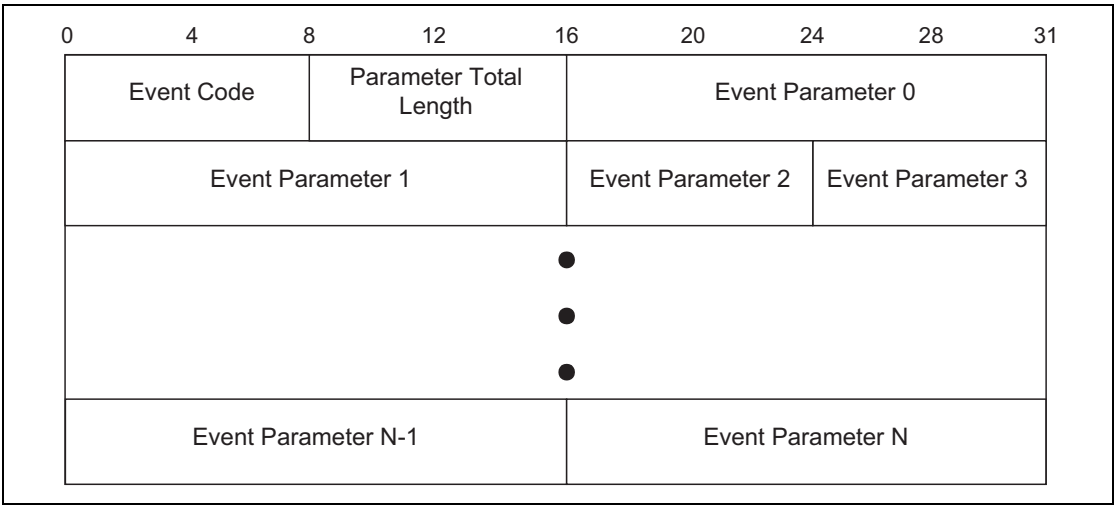 0 4 8 12 16 20 24 28 31
Event Code
Parameter Total
Length
Event Parameter 0
Event Parameter 1
Event Parameter 2
Event Parameter 3
Event Parameter N-1
Event Parameter N